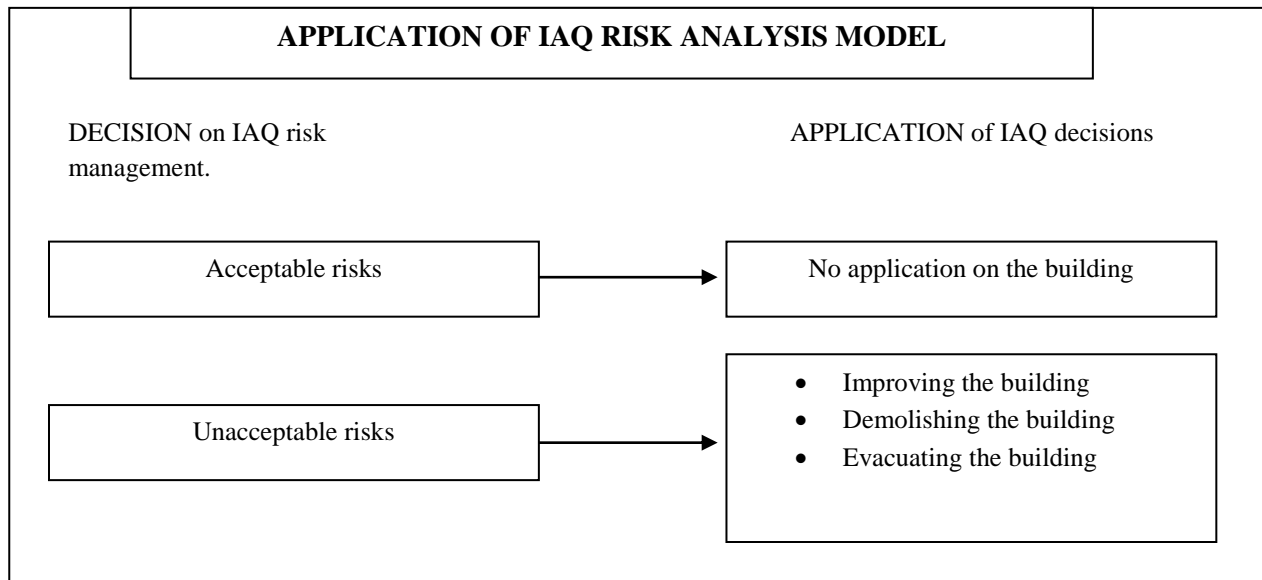 APPLICATION OF IAQ RISK ANALYSIS MODEL
DECISION on IAQ risk
management.
APPLICATION of IAQ decisions
Acceptable risks
No application on the building
Unacceptable risks
• Improving the building
• Demolishing the building
• Evacuating the building